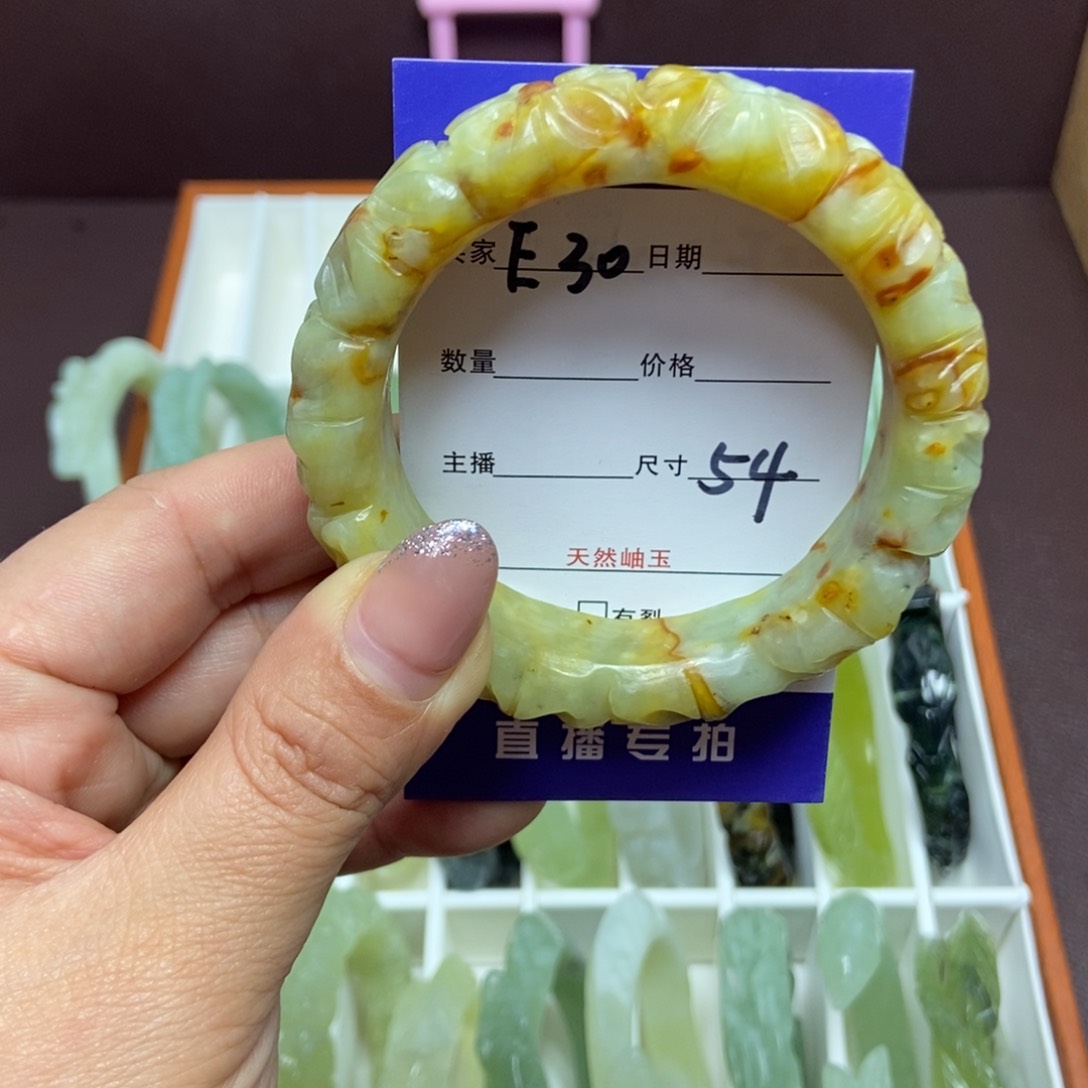 家 E30 日期
数量 价格
主播 尺寸 54
天然岫玉
□有裂
直播专拍